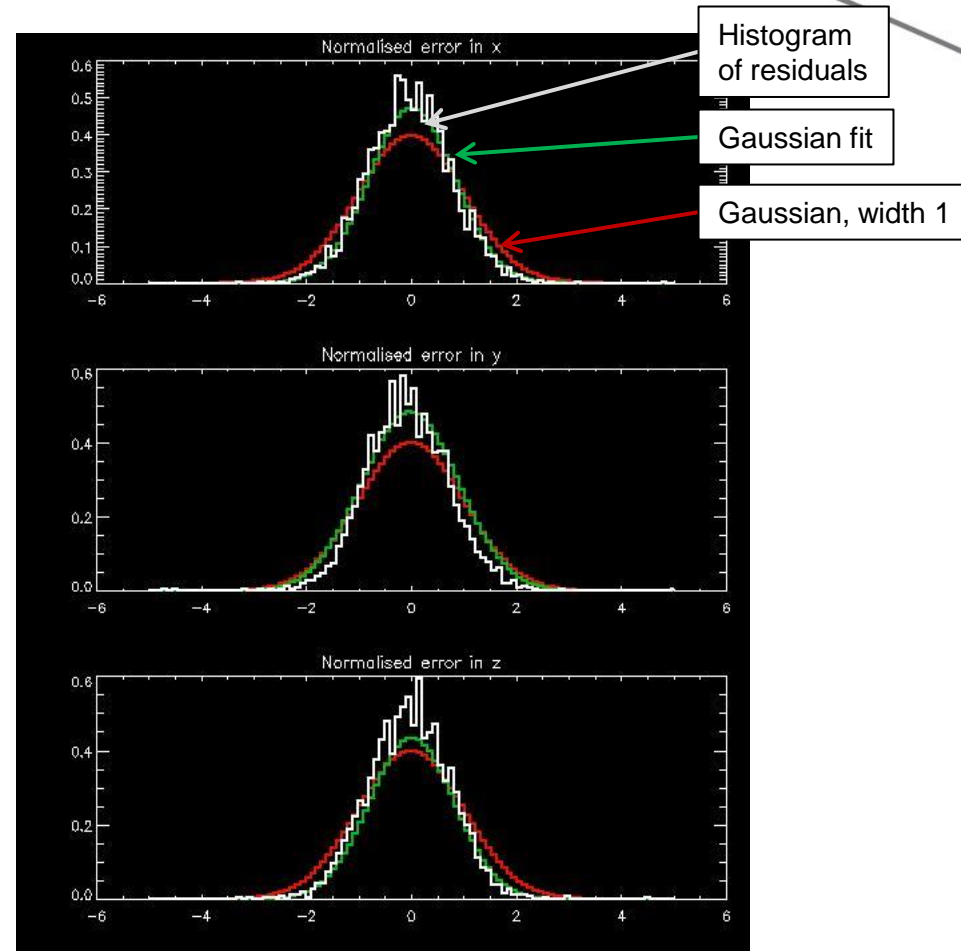 Histogram
of residuals
Gaussian fit
Gaussian, width 1
Normalised error in x
0.6
0.5
0.4
0.3
0.2
0.1
0.0
-6 -4 -2 0 2 4 6
Normalised error in y
0.6
0.4
0.2
0.0
-6 -4 -2 0 2 4 6
Normalised error in z
0.6
0.4
0.2
0.0
-6 -4 -2 0 2 4 6